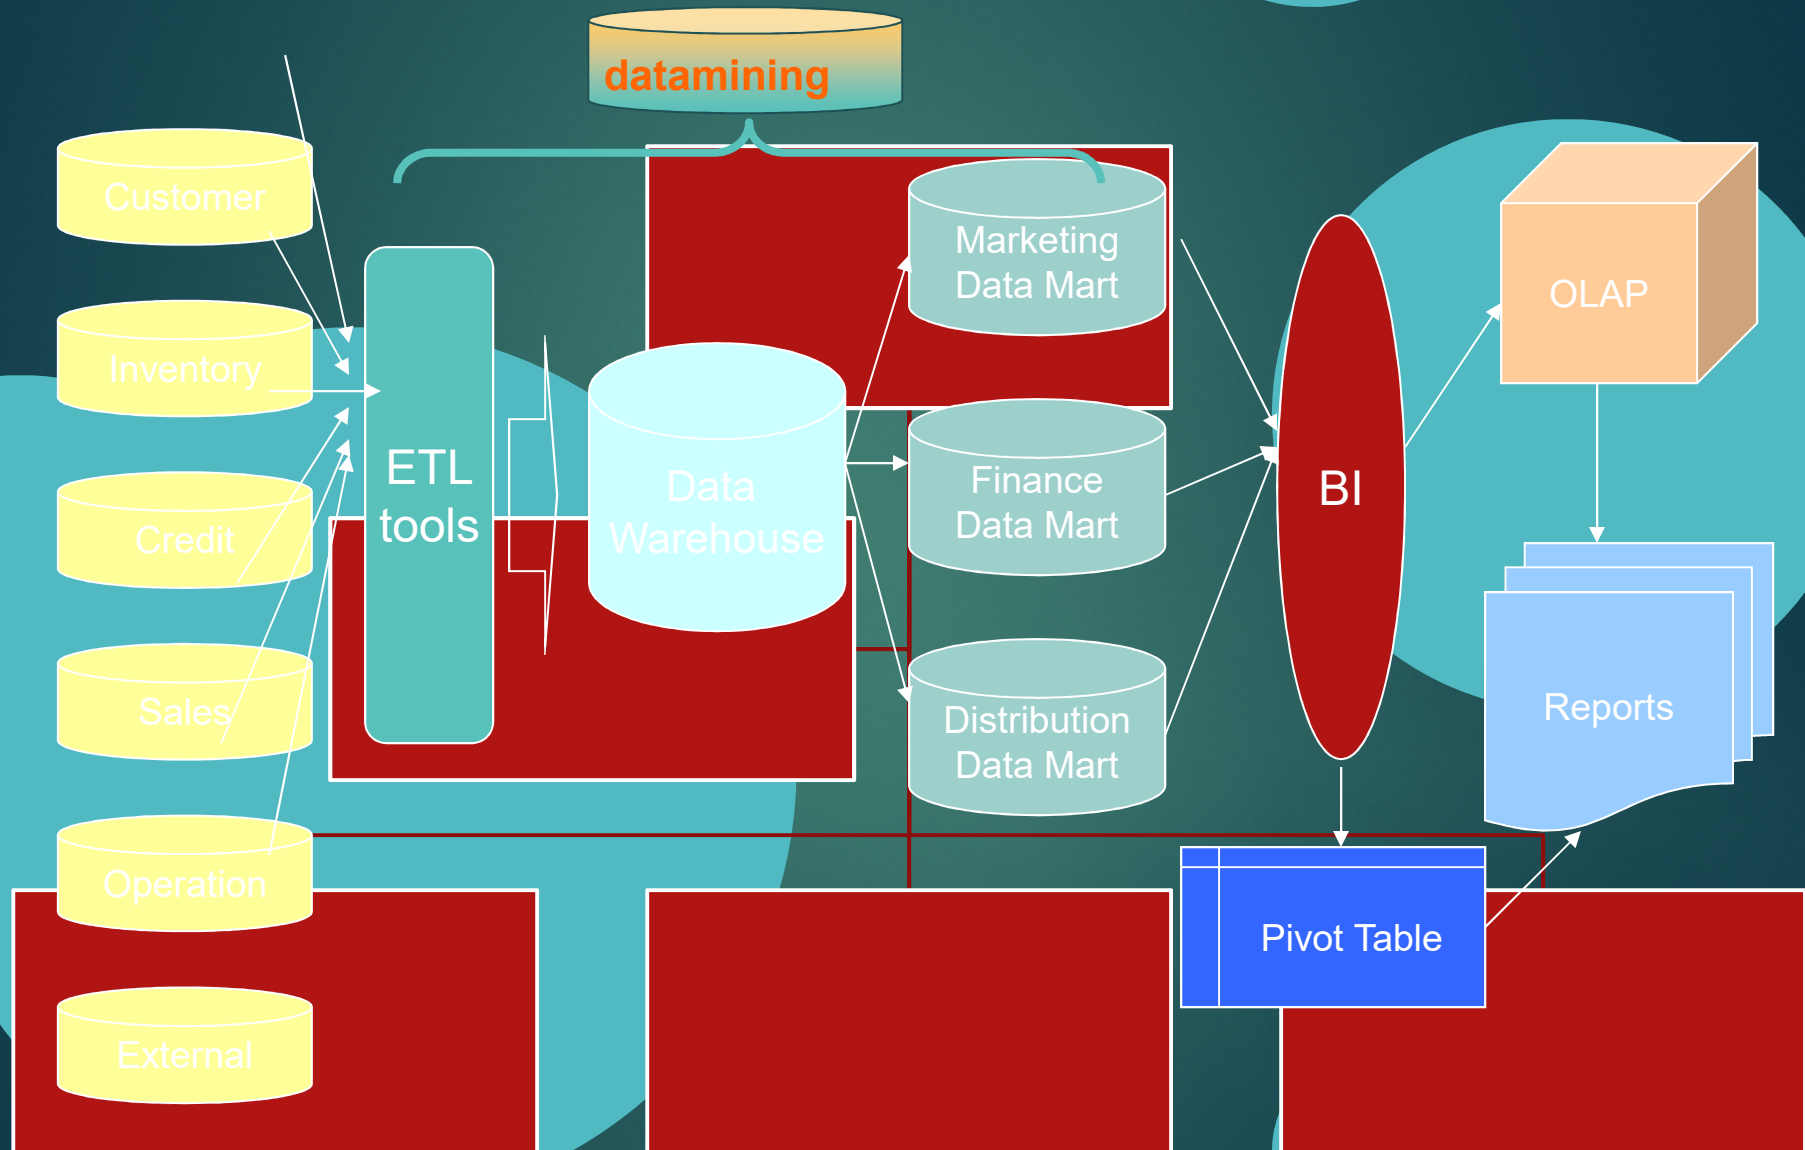 datamining
Customer
Inventory
Credit
Sales
Operation
External
ETL
tools
Data
Warehouse
Marketing
Data Mart
Finance
Data Mart
Distribution
Data Mart
BI
OLAP
Reports
Pivot Table